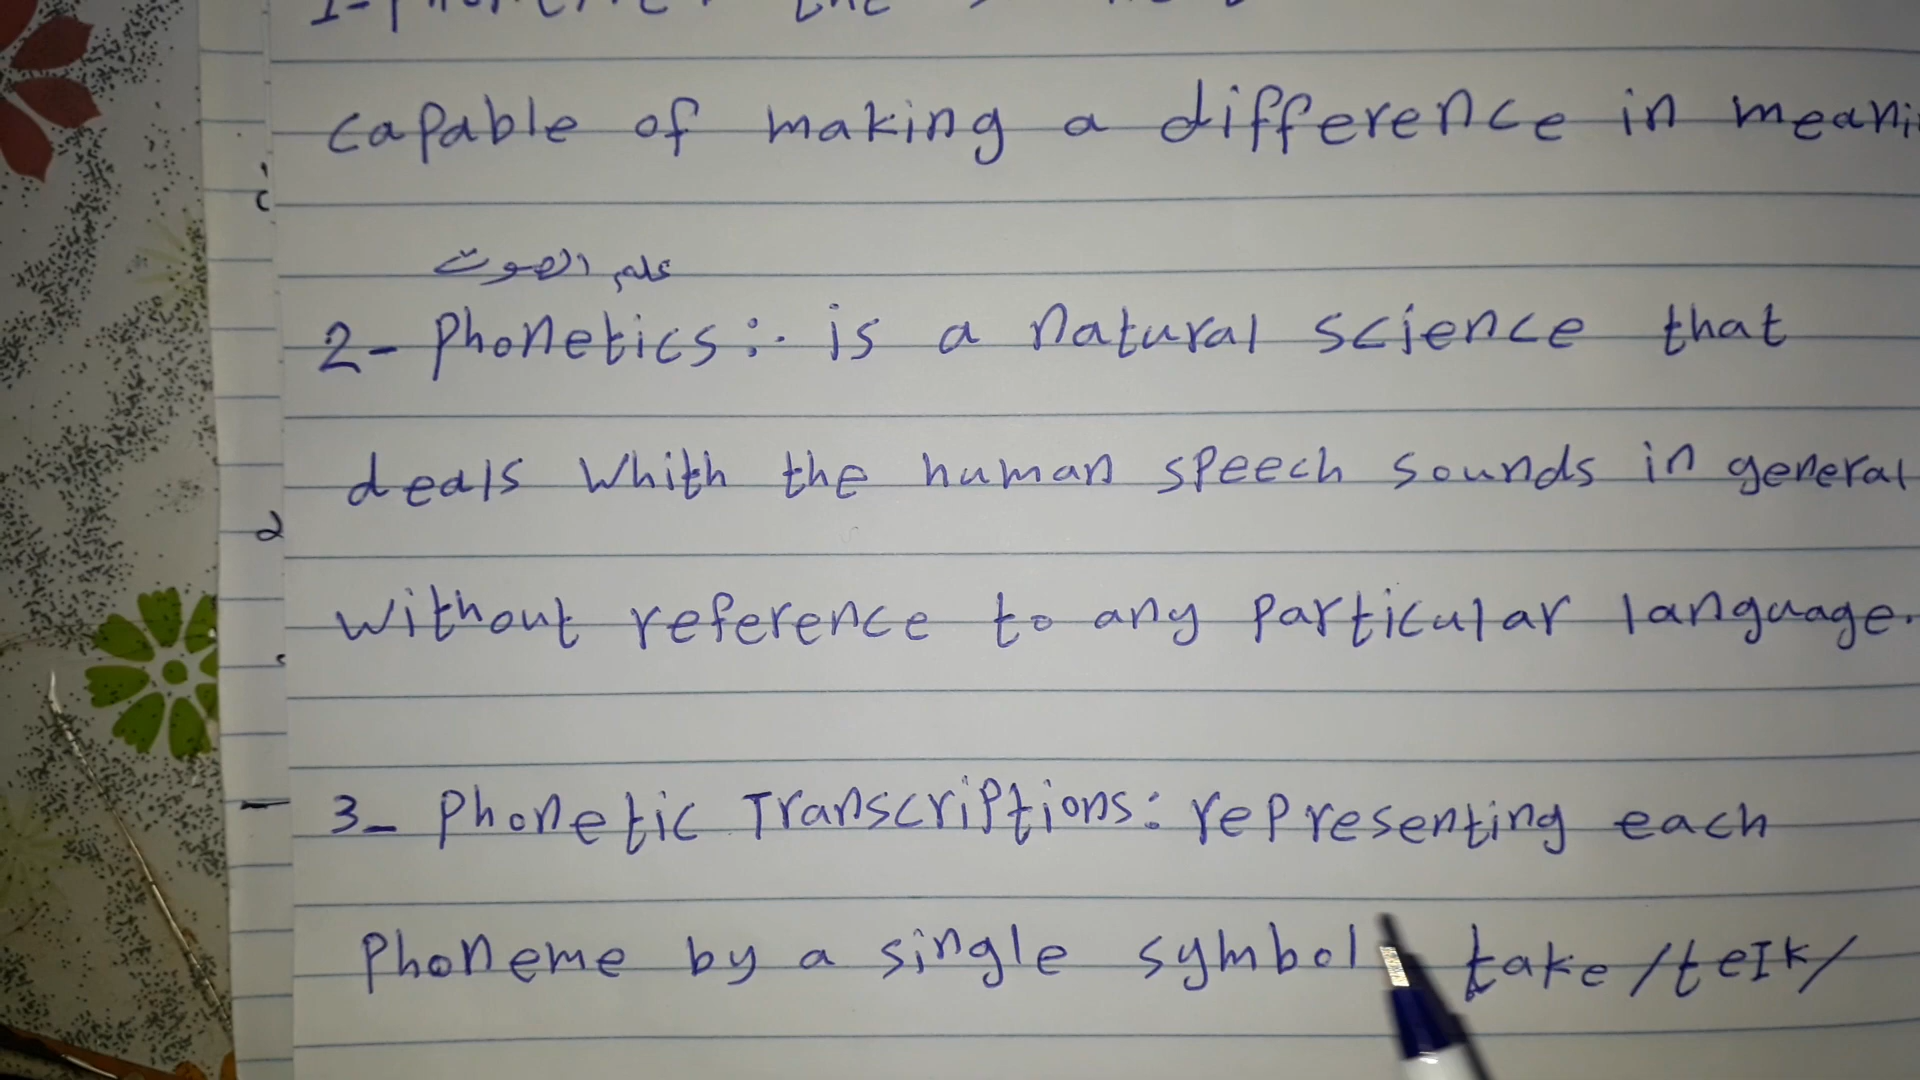 capable of making a difference in
علم الصوت
2- Phonetics:- is a natural science that
deals whith the human speech sounds in general
without reference to any particular language.
3- Phonetic Transcriptions: representing each
Phoneme by a single symbol take /teIk/